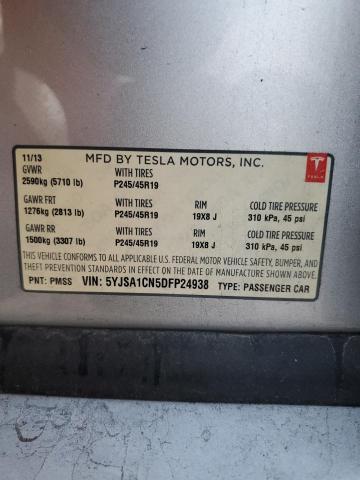 11/13 MFD BY TESLA MOTORS, INC.
GVWR WITH TIRES
2590kg (5710 lb) P245/45R19
GAWR FRT WITH TIRES RIM COLD TIRE PRESSURE
1276kg (2813 lb) P245/45R19 19X8 J 310 kPa, 45 psi
GAWR RR WITH TIRES RIM COLD TIRE PRESSURE
1500kg (3307 lb) P245/45R19 19X8 J 310 kPa, 45 psi
THIS VEHICLE CONFORMS TO ALL APPLICABLE U.S. FEDERAL MOTOR VEHICLE SAFETY, BUMPER, AND
THEFT PREVENTION STANDARDS IN EFFECT ON THE DATE OF MANUFACTURE SHOWN ABOVE.
PNT: PMSS VIN: 5YJSA1CN5DFP24938 TYPE: PASSENGER CAR
TESLA